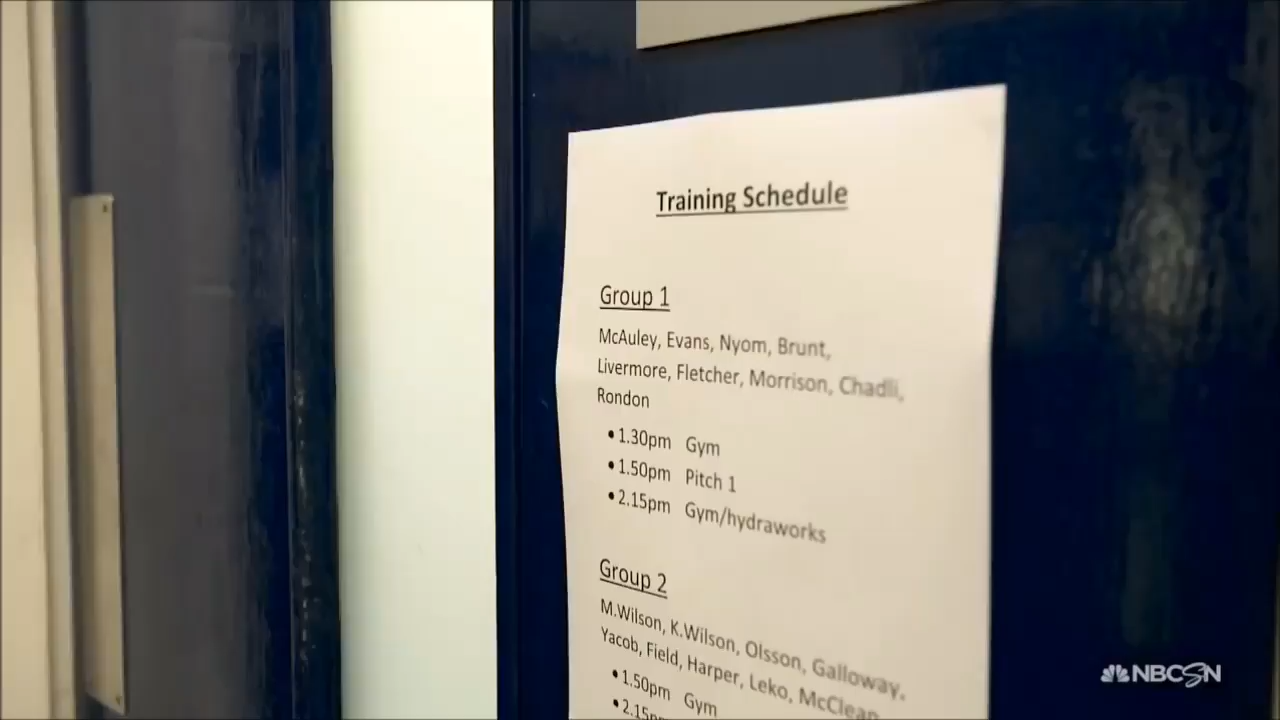 Training Schedule
Group 1
McAuley, Evans, Nyom, Brunt,
Livermore, Fletcher, Morrison, Chadli,
Rondon
• 1.30pm Gym
• 1.50pm Pitch 1
• 2.15pm Gym/hydraworks
Group 2
M.Wilson, K.Wilson, Olsson, Galloway,
Yacob, Field, Harper, Leko, McClean
• 1.50pm Gym
• 2.15pm
NBCSN